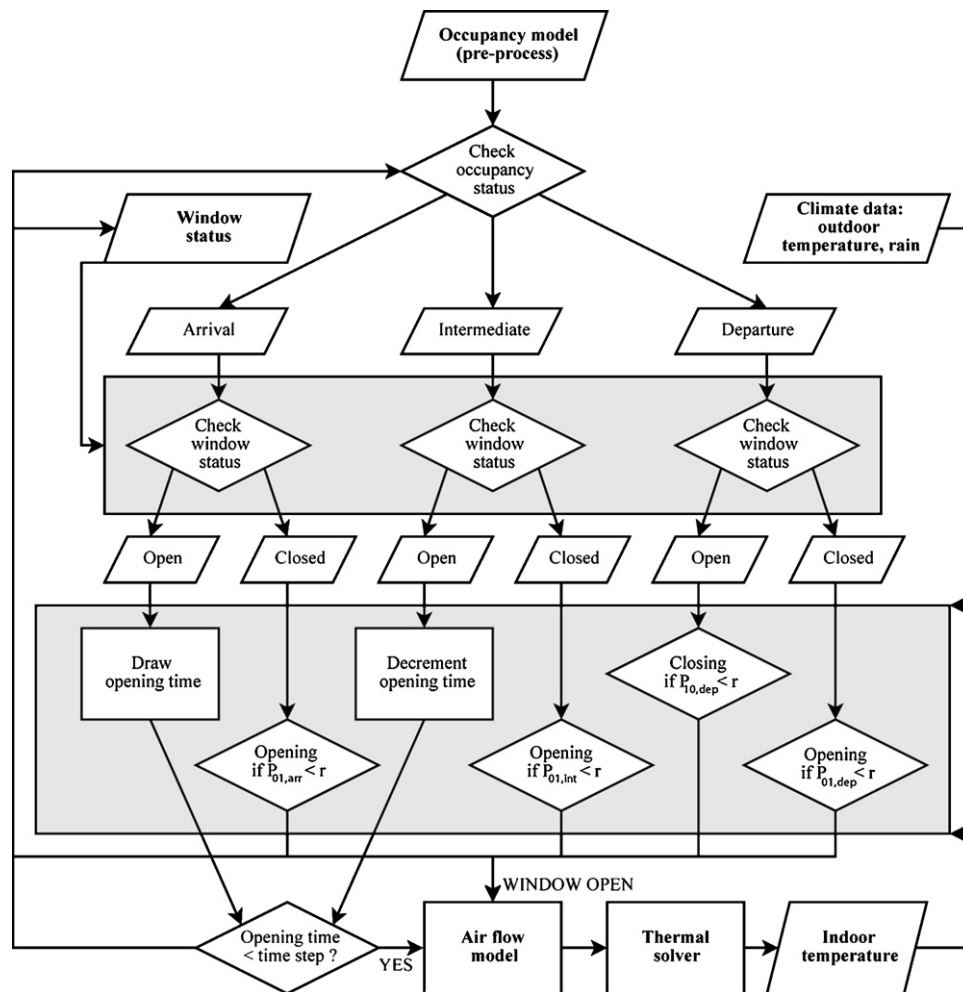 Occupancy model
(pre-process)
Check
occupancy
status
Window
status
Climate data:
outdoor
temperature, rain
Arrival
Intermediate
Departure
Check
window
status
Check
window
status
Check
window
status
Open
Closed
Open
Closed
Open
Closed
Draw
opening time
Decrement
opening time
Closing
if P10,dep < r
Opening
if P01,arr < r
Opening
if P01,int < r
Opening
if P01,dep < r
WINDOW OPEN
Opening time
< time step ?
YES
Air flow
model
Thermal
solver
Indoor
temperature